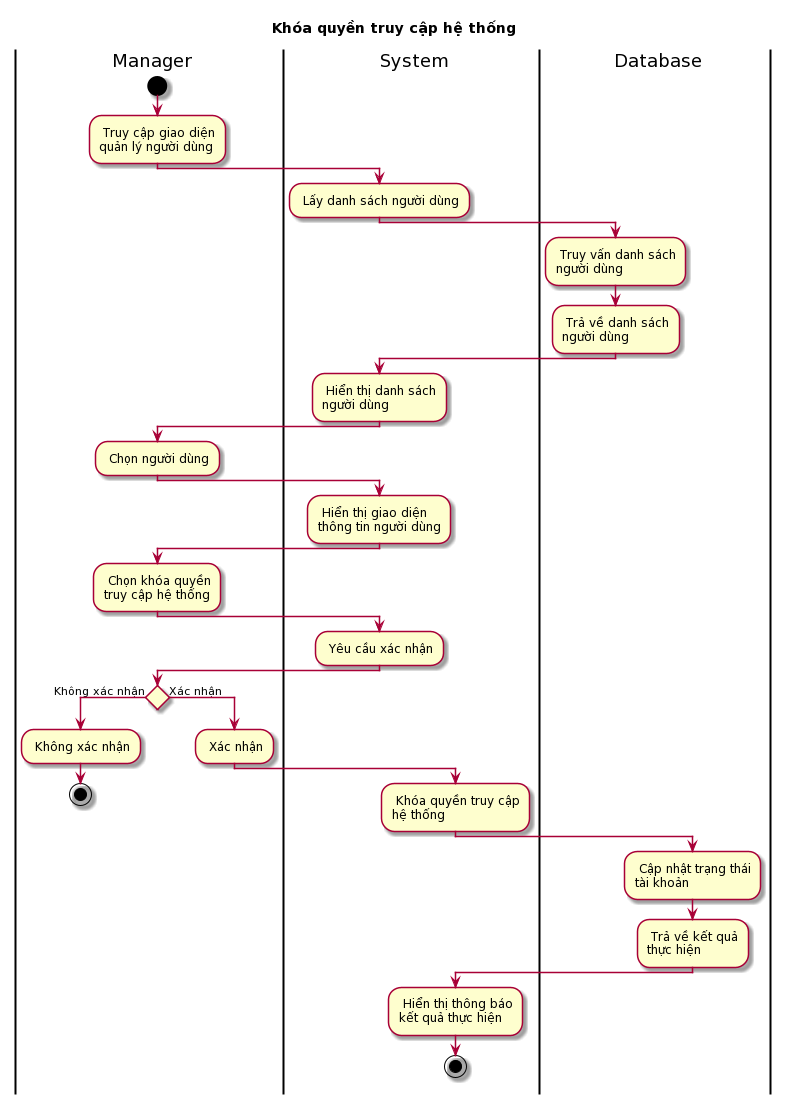 Khóa quyền truy cập hệ thống
Manager
System
Database
Truy cập giao diện
quản lý người dùng
Lấy danh sách người dùng
Truy vấn danh sách
người dùng
Trả về danh sách
người dùng
Hiển thị danh sách
người dùng
Chọn người dùng
Hiển thị giao diện
thông tin người dùng
Chọn khóa quyền
truy cập hệ thống
Yêu cầu xác nhận
Không xác nhận
Xác nhận
Không xác nhận
Xác nhận
Khóa quyền truy cập
hệ thống
Cập nhật trạng thái
tài khoản
Trả về kết quả
thực hiện
Hiển thị thông báo
kết quả thực hiện